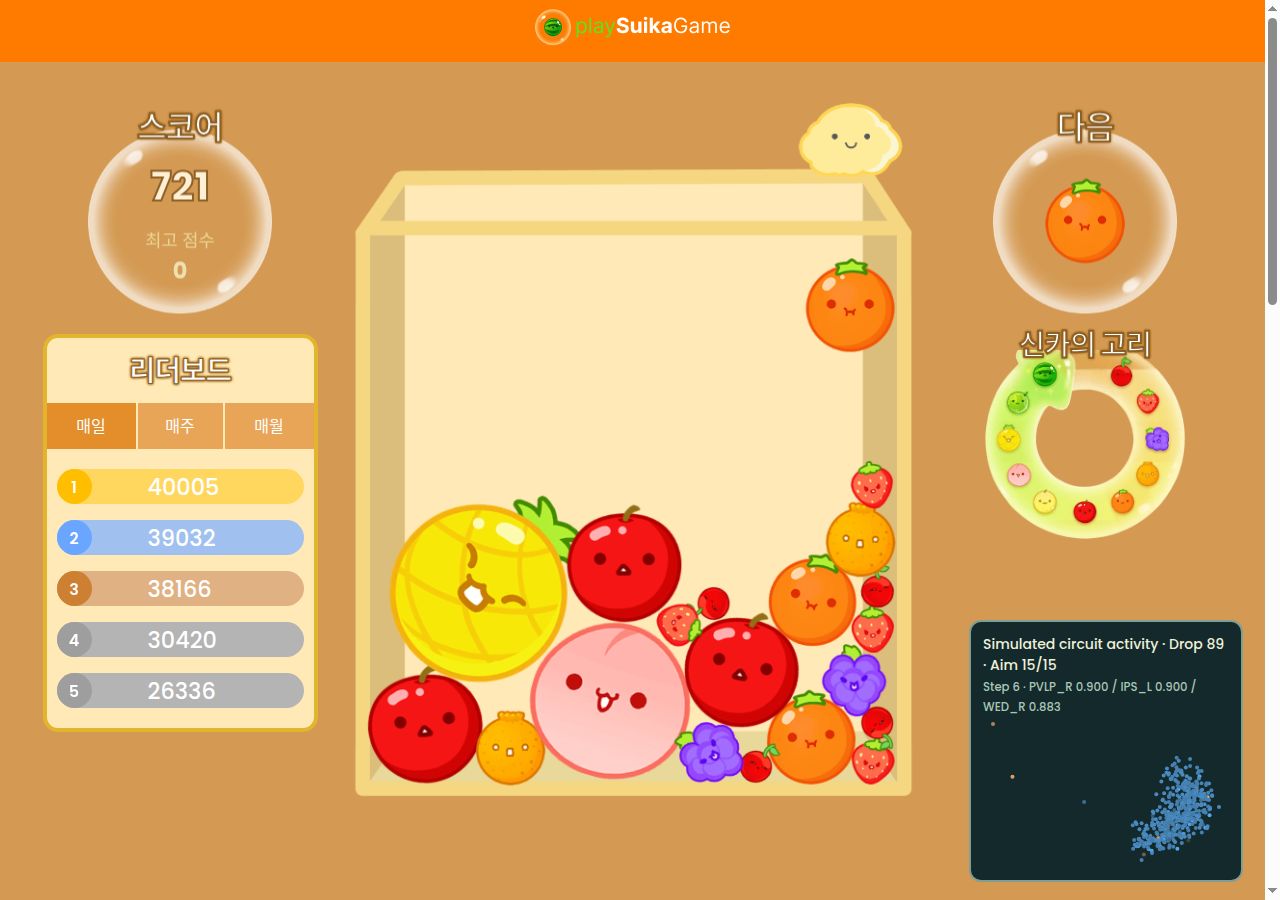 playSuikaGame
스코어
721
최고 점수
0
리더보드
매일 매주 매월
1 40005
2 39032
3 38166
4 30420
5 26336
다음
신카의 고리
Simulated circuit activity · Drop 89
· Aim 15/15
Step 6 · PVLP_R 0.900 / IPS_L 0.900 /
WED_R 0.883